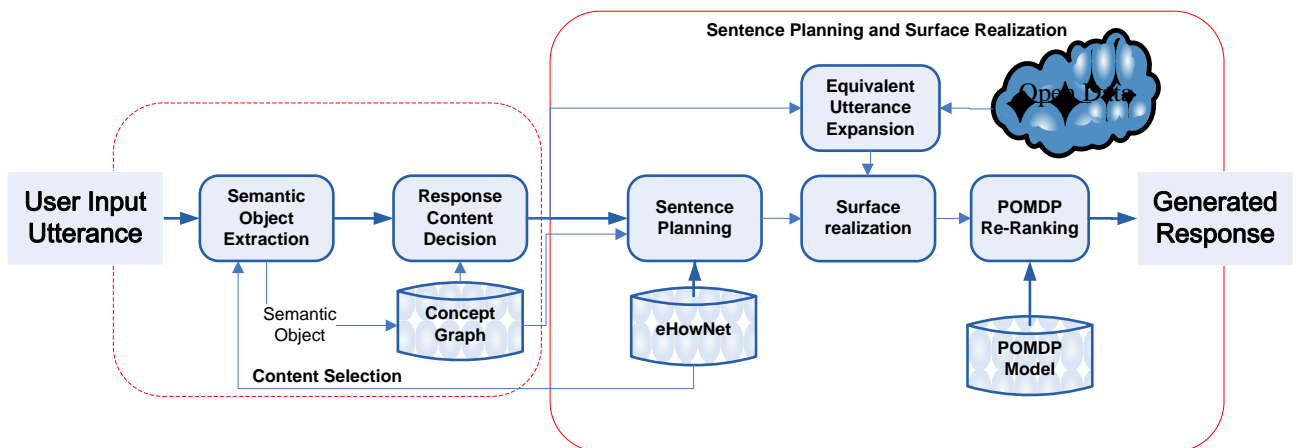 Sentence Planning and Surface Realization
Equivalent
Utterance
Expansion
Open Data
User Input
Utterance
Semantic
Object
Extraction
Response
Content
Decision
Sentence
Planning
Surface
realization
POMDP
Re-Ranking
Generated
Response
Semantic
Object
Concept
Graph
eHowNet
POMDP
Model
Content Selection